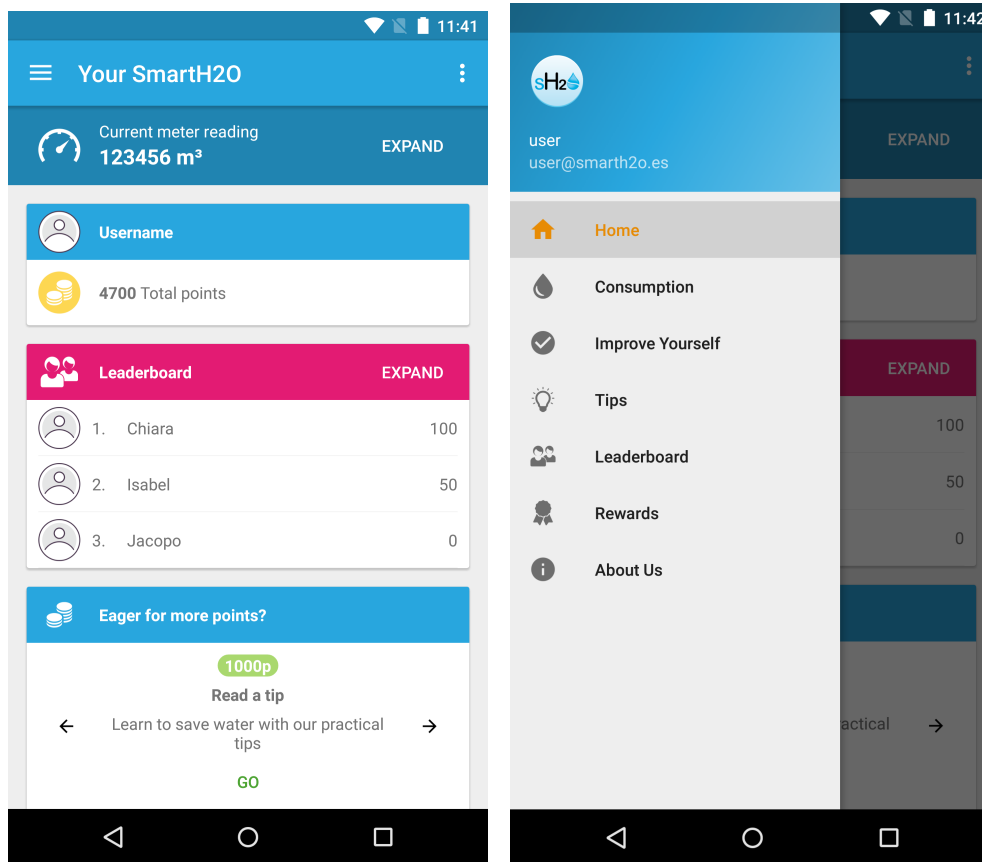 11:41
Your SmartH2O
Current meter reading
123456 m³
EXPAND
Username
4700 Total points
Leaderboard
EXPAND
1. Chiara 100
2. Isabel 50
3. Jacopo 0
Eager for more points?
1000p
Read a tip
Learn to save water with our practical
tips
GO
11:42
sH2
user
user@smarth2o.es
EXPAND
Home
Consumption
Improve Yourself
EXPAND
Tips
100
Leaderboard
50
Rewards
0
About Us
actical